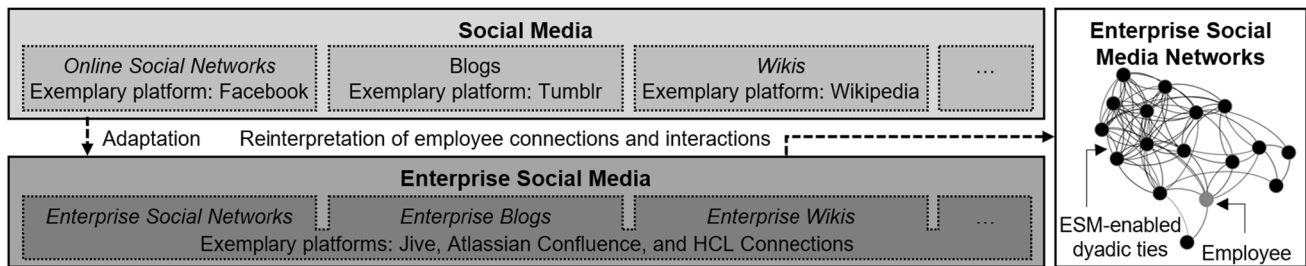 Social Media
Online Social Networks
Exemplary platform: Facebook
Blogs
Exemplary platform: Tumblr
Wikis
Exemplary platform: Wikipedia
…
Adaptation
Reinterpretation of employee connections and interactions
Enterprise Social Media
Enterprise Social Networks
Enterprise Blogs
Enterprise Wikis
…
Exemplary platforms: Jive, Atlassian Confluence, and HCL Connections
Enterprise Social
Media Networks
ESM-enabled
dyadic ties
Employee